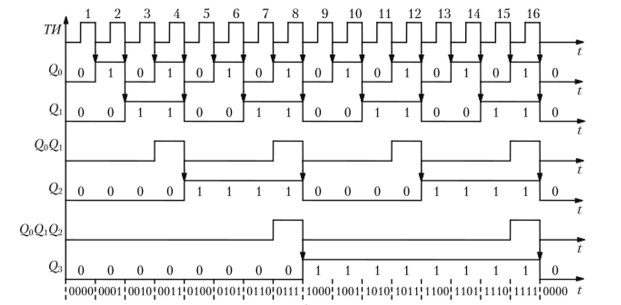 1 2 3 4 5 6 7 8 9 10 11 12 13 14 15 16
ТИ t
Q₀ 0 1 0 1 0 1 0 1 0 1 0 1 0 1 0 1 0 t
Q₁ 0 0 1 1 0 0 1 1 0 0 1 1 0 0 1 1 0 t
Q₀Q₁ t
Q₂ 0 0 0 0 1 1 1 1 0 0 0 0 1 1 1 1 0 t
Q₀Q₁Q₂ t
Q₃ 0 0 0 0 0 0 0 0 1 1 1 1 1 1 1 1 0 t
0000 0001 0010 0011 0100 0101 0110 0111 1000 1001 1010 1011 1100 1101 1110 1111 0000